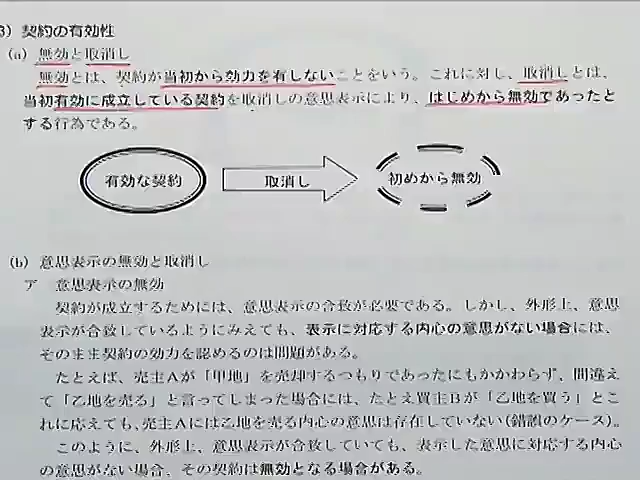 3) 契約の有効性
(a) 無効と取消し
無効とは、契約が当初から効力を有しないことをいう。これに対し、取消しとは、
当初有効に成立している契約を取消しの意思表示により、はじめから無効であったと
する行為である。
有効な契約
取消し
初めから無効
(b) 意思表示の無効と取消し
ア 意思表示の無効
契約が成立するためには、意思表示の合致が必要である。しかし、外形上、意思
表示が合致しているようにみえても、表示に対応する内心の意思がない場合には、
その主主契約の効力を認めるのは問題がある。
たとえば、売主Aが「甲地」を売却するつもりであったにもかかわらず、間違え
て「乙地を売る」と言ってしまった場合には、たとえ買主Bが「乙地を買う」とこ
れに応えても、売主Aには乙地を売る内心の意思は存在していない(錯誤のケース)。
このように、外形上、意思表示が合致していても、表示した意思に対応する内心
の意思がない場合、その契約は無効となる場合がある。